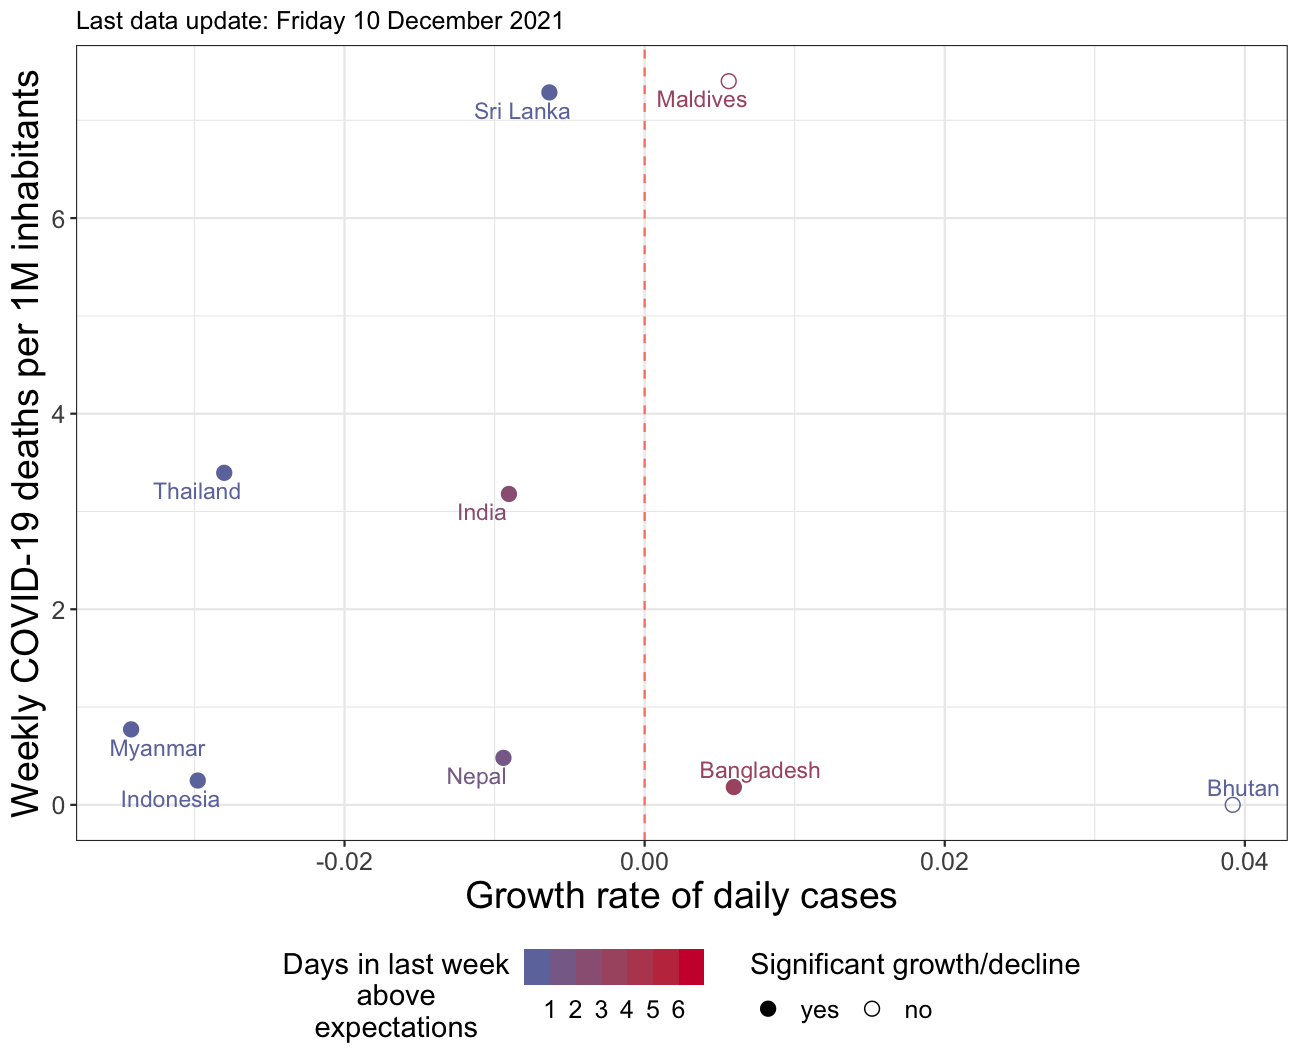 Last data update: Friday 10 December 2021
Weekly COVID-19 deaths per 1M inhabitants
6
4
2
0
Sri Lanka
Maldives
Thailand
India
Myanmar
Indonesia
Nepal
Bangladesh
Bhutan
-0.02 0.00 0.02 0.04
Growth rate of daily cases
Days in last week
above
expectations
1 2 3 4 5 6
Significant growth/decline
yes no